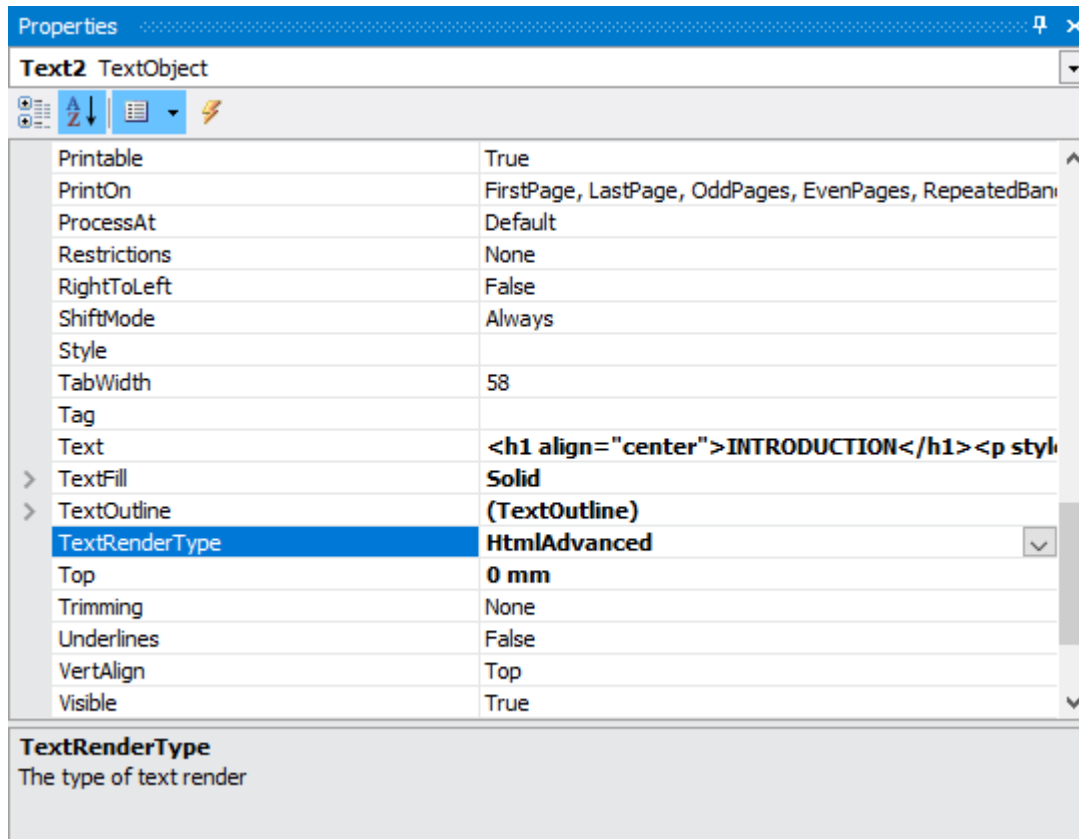 Properties
Text2 TextObject
Printable True
PrintOn FirstPage, LastPage, OddPages, EvenPages, RepeatedBan
ProcessAt Default
Restrictions None
RightToLeft False
ShiftMode Always
Style
TabWidth 58
Tag
Text <h1 align="center">INTRODUCTION</h1><p styl
TextFill Solid
TextOutline (TextOutline)
TextRenderType HtmlAdvanced
Top 0 mm
Trimming None
Underlines False
VertAlign Top
Visible True
TextRenderType
The type of text render